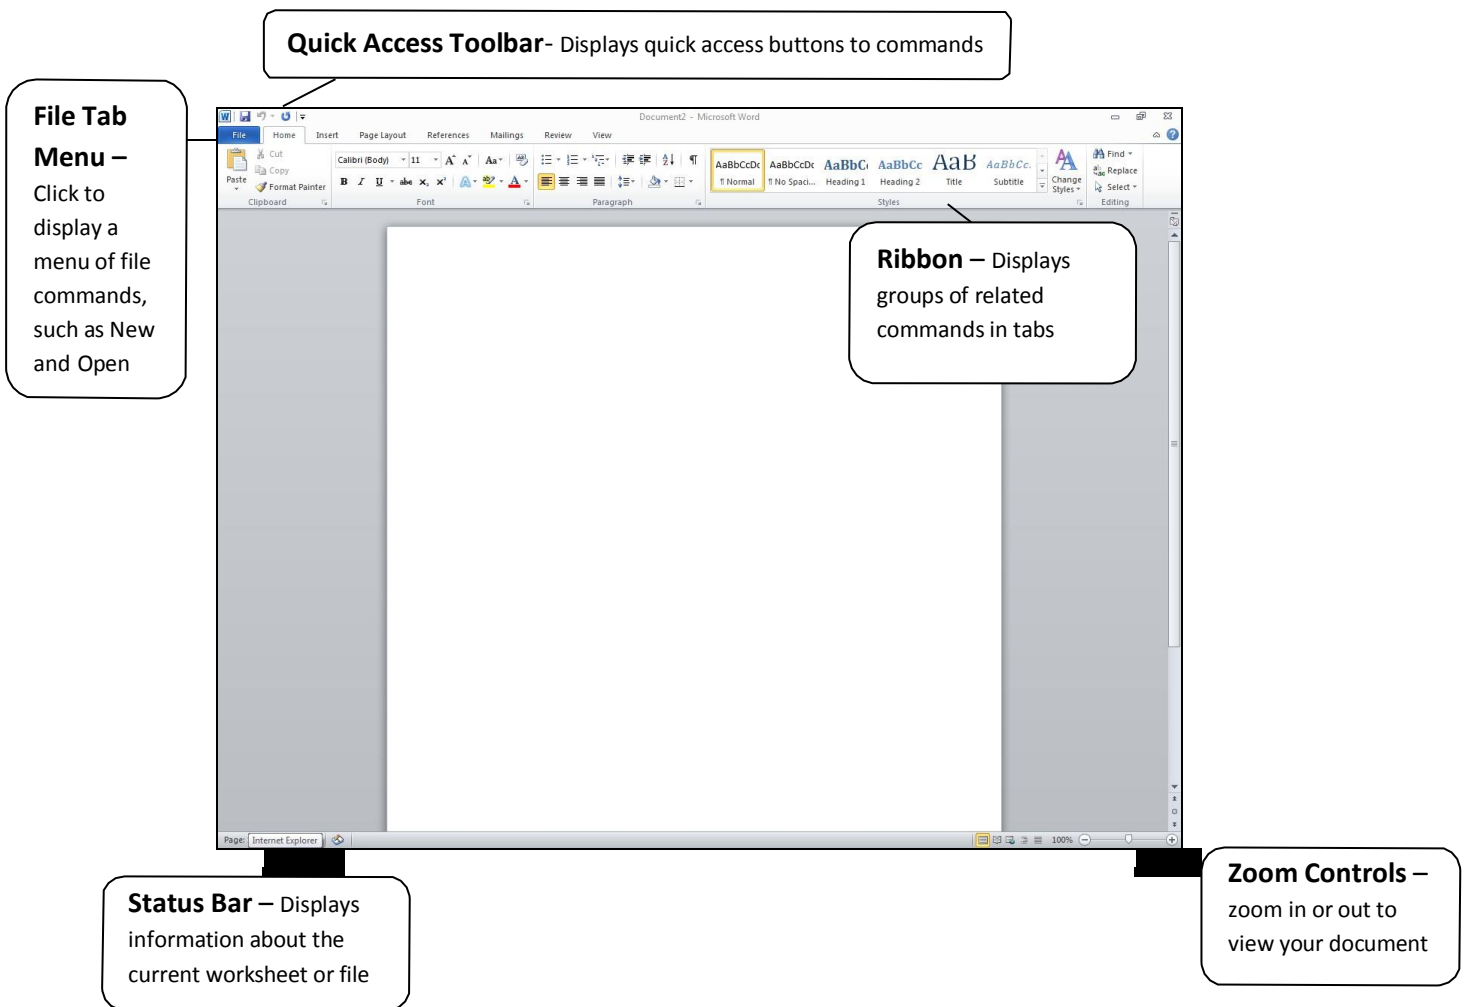 Quick Access Toolbar- Displays quick access buttons to commands
File Tab
Menu –
Click to
display a
menu of file
commands,
such as New
and Open
W
Document2 - Microsoft Word
File Home Insert Page Layout References Mailings Review View
Paste
Cut
Copy
Format Painter
Clipboard
Calibri (Body) 11 A A Aa
B I U abc x, x² A ab A
Font
Paragraph
AaBbCcDc AaBbCcDc AaBbC AaBbCc AaB AaBbCc.
¶ Normal ¶ No Spaci... Heading 1 Heading 2 Title Subtitle
Change
Styles
Styles
Find
Replace
Select
Editing
Ribbon – Displays
groups of related
commands in tabs
Page: Internet Explorer
100%
Status Bar – Displays
information about the
current worksheet or file
Zoom Controls –
zoom in or out to
view your document